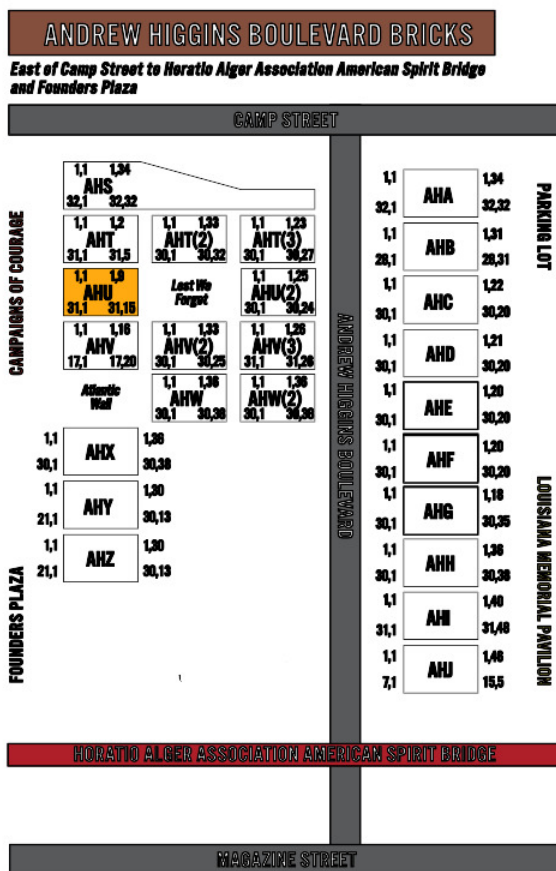 ANDREW HIGGINS BOULEVARD BRICKS
East of Camp Street to Horatio Alger Association American Spirit Bridge
and Founders Plaza
CAMP STREET
CAMPAIGNS OF COURAGE
FOUNDERS PLAZA
1,1 1,34
AHS
32,1 32,32
1,1 1,2
AHT
31,1 31,5
1,1 1,33
AHT(2)
30,1 30,32
1,1 1,23
AHT(3)
30,1 30,27
1,1 1,9
AHU
31,1 31,15
Lest We
Forget
1,1 1,25
AHU(2)
30,1 30,24
1,1 1,16
AHV
17,1 17,20
1,1 1,33
AHV(2)
30,1 30,25
1,1 1,26
AHV(3)
31,1 31,26
Atlantic
Wall
1,1 1,36
AHW
30,1 30,36
1,1 1,36
AHW(2)
30,1 30,36
1,1 1,36
AHX
30,1 30,36
1,1 1,30
AHY
21,1 30,13
1,1 1,30
AHZ
21,1 30,13
ANDREW HIGGINS BOULEVARD
1,1 1,34
AHA
32,1 32,32
1,1 1,31
AHB
28,1 28,31
1,1 1,22
AHC
30,1 30,20
1,1 1,21
AHD
30,1 30,20
1,1 1,20
AHE
30,1 30,20
1,1 1,20
AHF
30,1 30,20
1,1 1,18
AHG
30,1 30,35
1,1 1,36
AHH
30,1 30,36
1,1 1,40
AHI
31,1 31,48
1,1 1,46
AHJ
7,1 15,5
PARKING LOT
LOUISIANA MEMORIAL PAVILION
HORATIO ALGER ASSOCIATION AMERICAN SPIRIT BRIDGE
MAGAZINE STREET